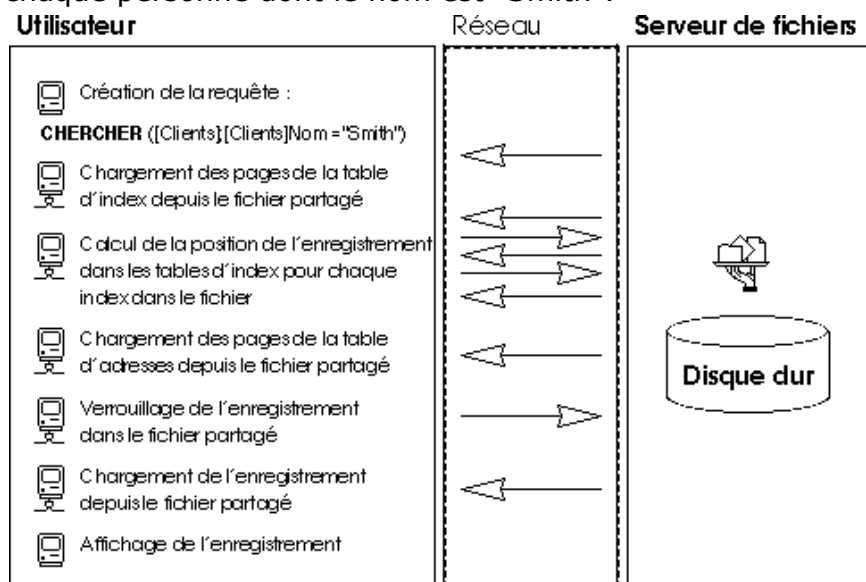 chaque personne dont le nom est "Smith".
Utilisateur
Réseau
Serveur de fichiers
Création de la requête :
CHERCHER ([Clients];[Clients]Nom ="Smith")
Chargement des pages de la table
d'index depuis le fichier partagé
Calcul de la position de l'enregistrement
dans les tables d'index pour chaque
index dans le fichier
Chargement des pages de la table
d'adresses depuis le fichier partagé
Verrouillage de l'enregistrement
dans le fichier partagé
Chargement de l'enregistrement
depuis le fichier partagé
Affichage de l'enregistrement
Disque dur